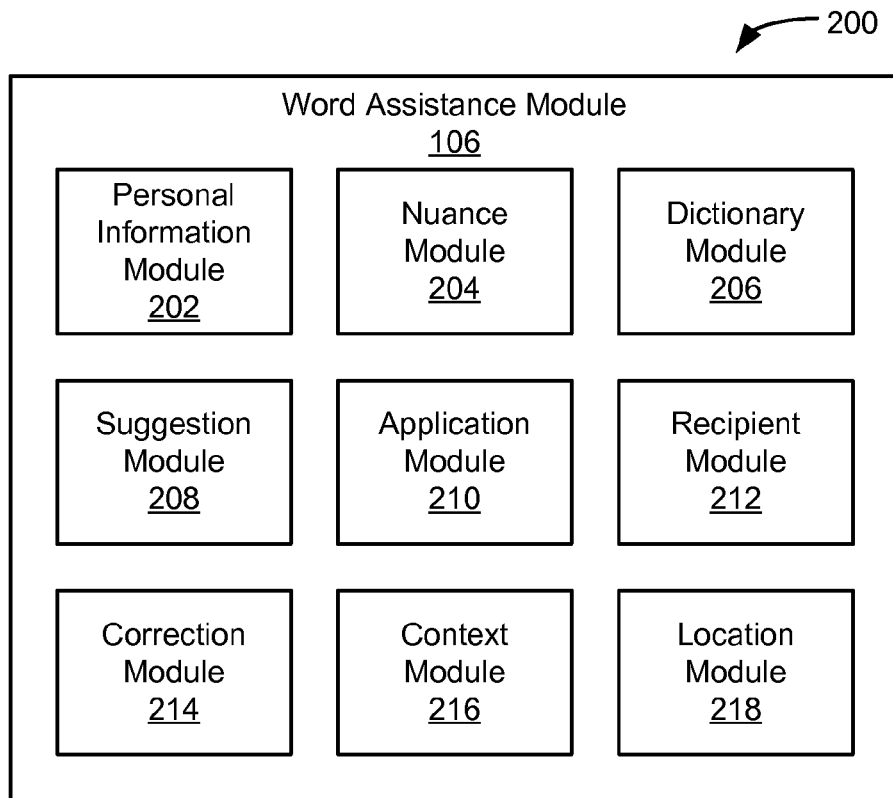 200
Word Assistance Module
106
Personal
Information
Module
202
Nuance
Module
204
Dictionary
Module
206
Suggestion
Module
208
Application
Module
210
Recipient
Module
212
Correction
Module
214
Context
Module
216
Location
Module
218